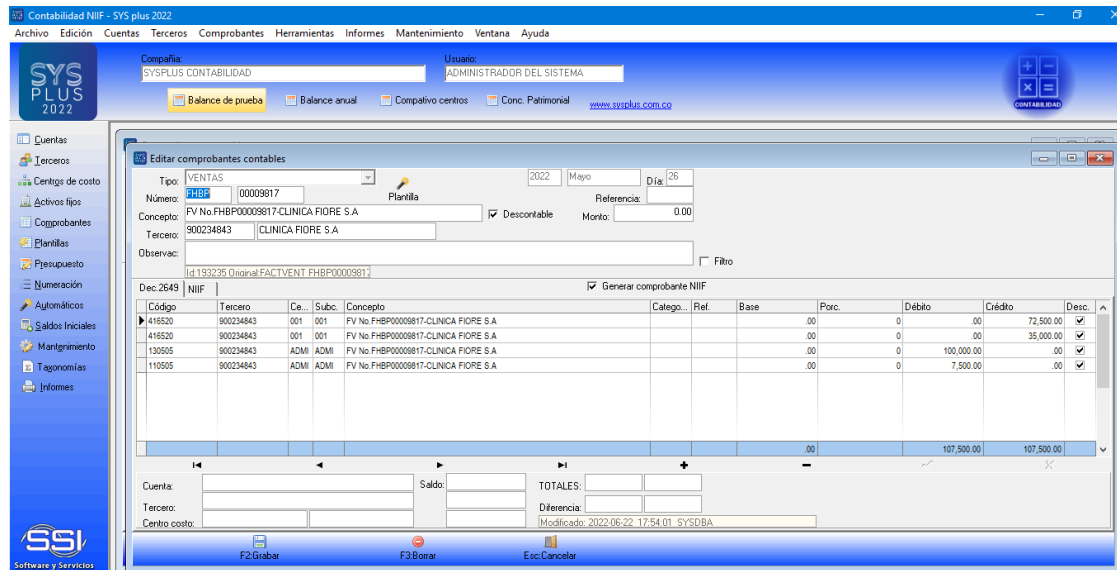 Contabilidad NIIF - SYS plus 2022
Archivo Edición Cuentas Terceros Comprobantes Herramientas Informes Mantenimiento Ventana Ayuda
SYS
PLUS
2022
Compañia: Usuario:
SYSPLUS CONTABILIDAD ADMINISTRADOR DEL SISTEMA
Balance de prueba Balance anual Compativo centros Conc. Patrimonial www.sysplus.com.co
CONTABILIDAD
Cuentas
Terceros
Centros de costo
Activos fijos
Comprobantes
Plantillas
Presupuesto
Numeración
Automáticos
Saldos Iniciales
Mantenimiento
Taxonomías
Informes
SSI
Software y Servicios
Editar comprobantes contables
Tipo: VENTAS 2022 Mayo Día: 26
Número: FHBP 00009817 Plantilla Referencia:
Concepto: FV No.FHBP00009817-CLINICA FIORE S.A Descontable Monto: 0.00
Tercero: 900234843 CLINICA FIORE S.A
Observac: Filtro
Id:193235 Original:FACTVENT FHBP00009817
Dec.2649 NIIF Generar comprobante NIIF
Código Tercero Ce... Subc. Concepto Catego... Ref. Base Porc. Débito Crédito Desc.
416520 900234843 001 001 FV No.FHBP00009817-CLINICA FIORE S.A .00 0 .00 72,500.00
416520 900234843 001 001 FV No.FHBP00009817-CLINICA FIORE S.A .00 0 .00 35,000.00
130505 900234843 ADMI ADMI FV No.FHBP00009817-CLINICA FIORE S.A .00 0 100,000.00 .00
110505 900234843 ADMI ADMI FV No.FHBP00009817-CLINICA FIORE S.A .00 0 7,500.00 .00
.00 107,500.00 107,500.00
Cuenta: Saldo: TOTALES:
Tercero: Diferencia:
Centro costo: Modificado: 2022-06-22 17:54:01 SYSDBA
F2:Grabar F3:Borrar Esc:Cancelar